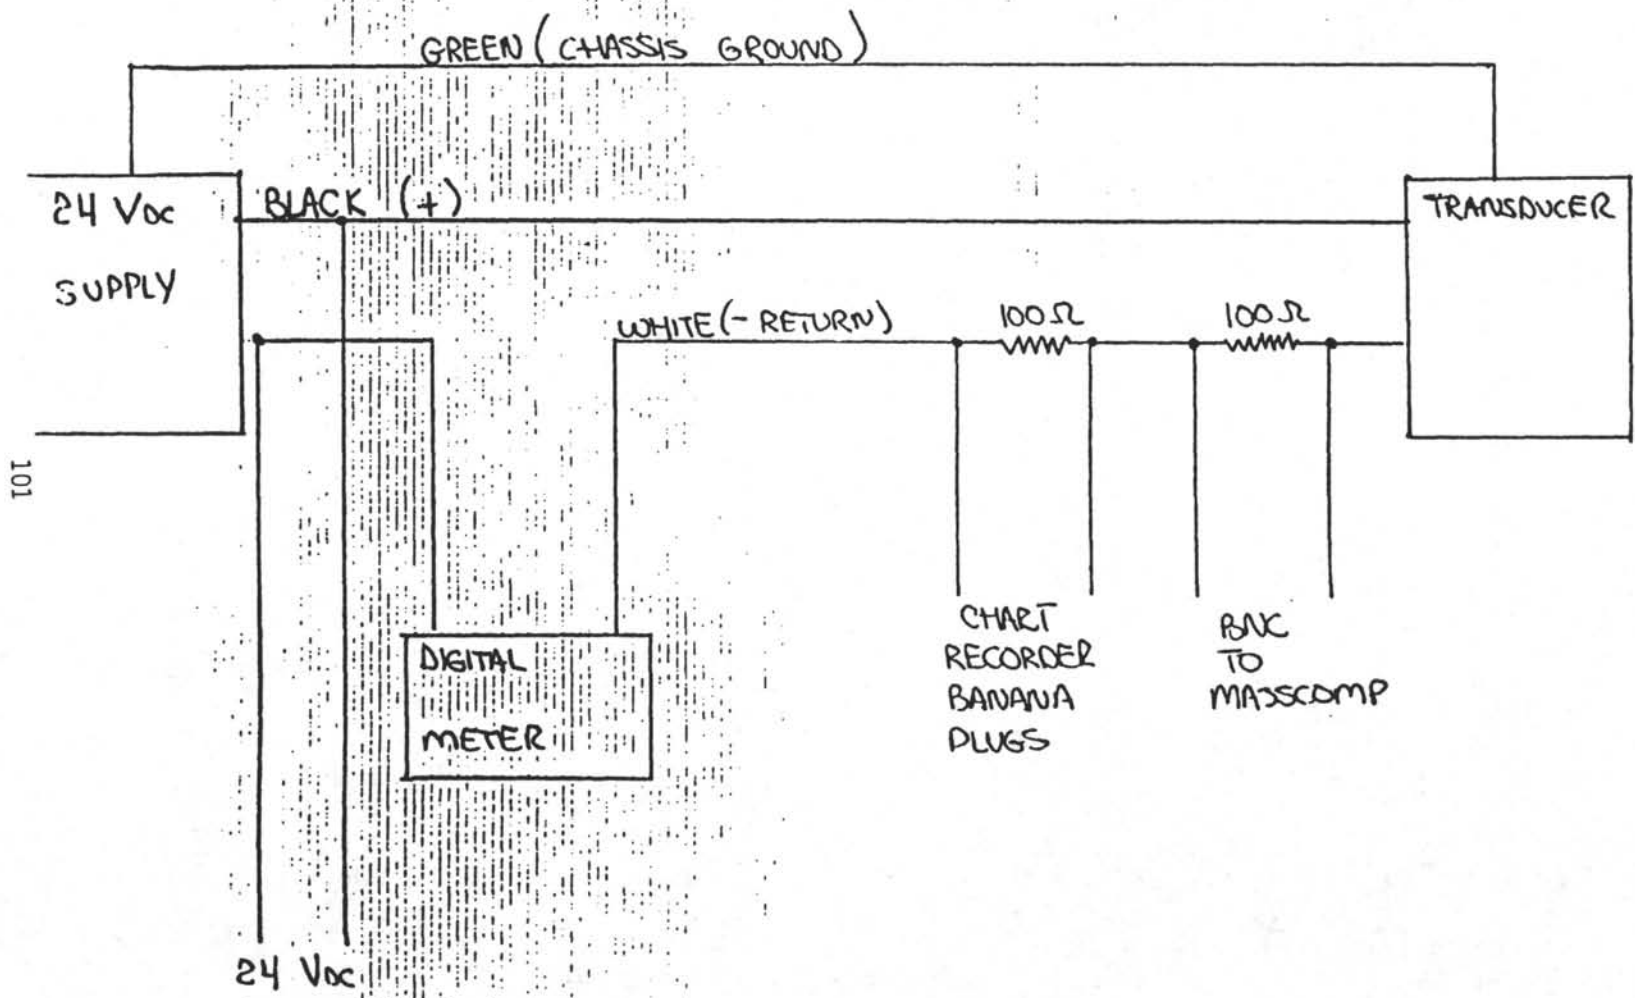 GREEN (CHASSIS GROUND)
24 VDC
SUPPLY
BLACK (+)
TRANSDUCER
WHITE (- RETURN)
100 Ω
100 Ω
DIGITAL
METER
CHART
RECORDER
BANANA
PLUGS
BNC
TO
MASSCOMP
24 VDC
101